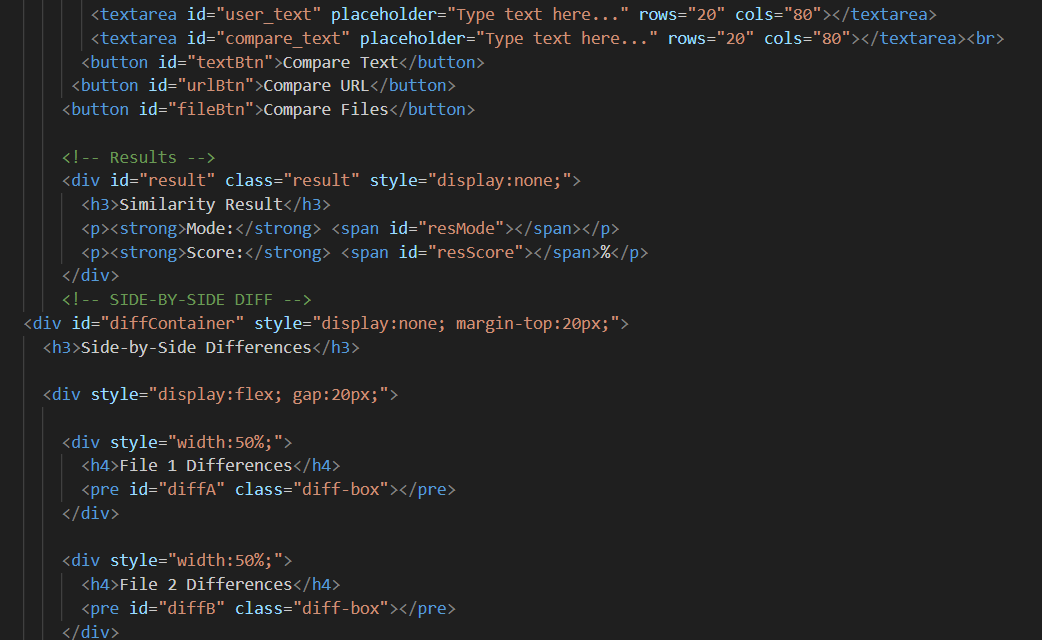 <textarea id="user_text" placeholder="Type text here..." rows="20" cols="80"></textarea>
<textarea id="compare_text" placeholder="Type text here..." rows="20" cols="80"></textarea><br>
<button id="textBtn">Compare Text</button>
<button id="urlBtn">Compare URL</button>
<button id="fileBtn">Compare Files</button>
<!-- Results -->
<div id="result" class="result" style="display:none;">
<h3>Similarity Result</h3>
<p><strong>Mode:</strong> <span id="resMode"></span></p>
<p><strong>Score:</strong> <span id="resScore"></span>%</p>
</div>
<!-- SIDE-BY-SIDE DIFF -->
<div id="diffContainer" style="display:none; margin-top:20px;">
<h3>Side-by-Side Differences</h3>
<div style="display:flex; gap:20px;">
<div style="width:50%;">
<h4>File 1 Differences</h4>
<pre id="diffA" class="diff-box"></pre>
</div>
<div style="width:50%;">
<h4>File 2 Differences</h4>
<pre id="diffB" class="diff-box"></pre>
</div>